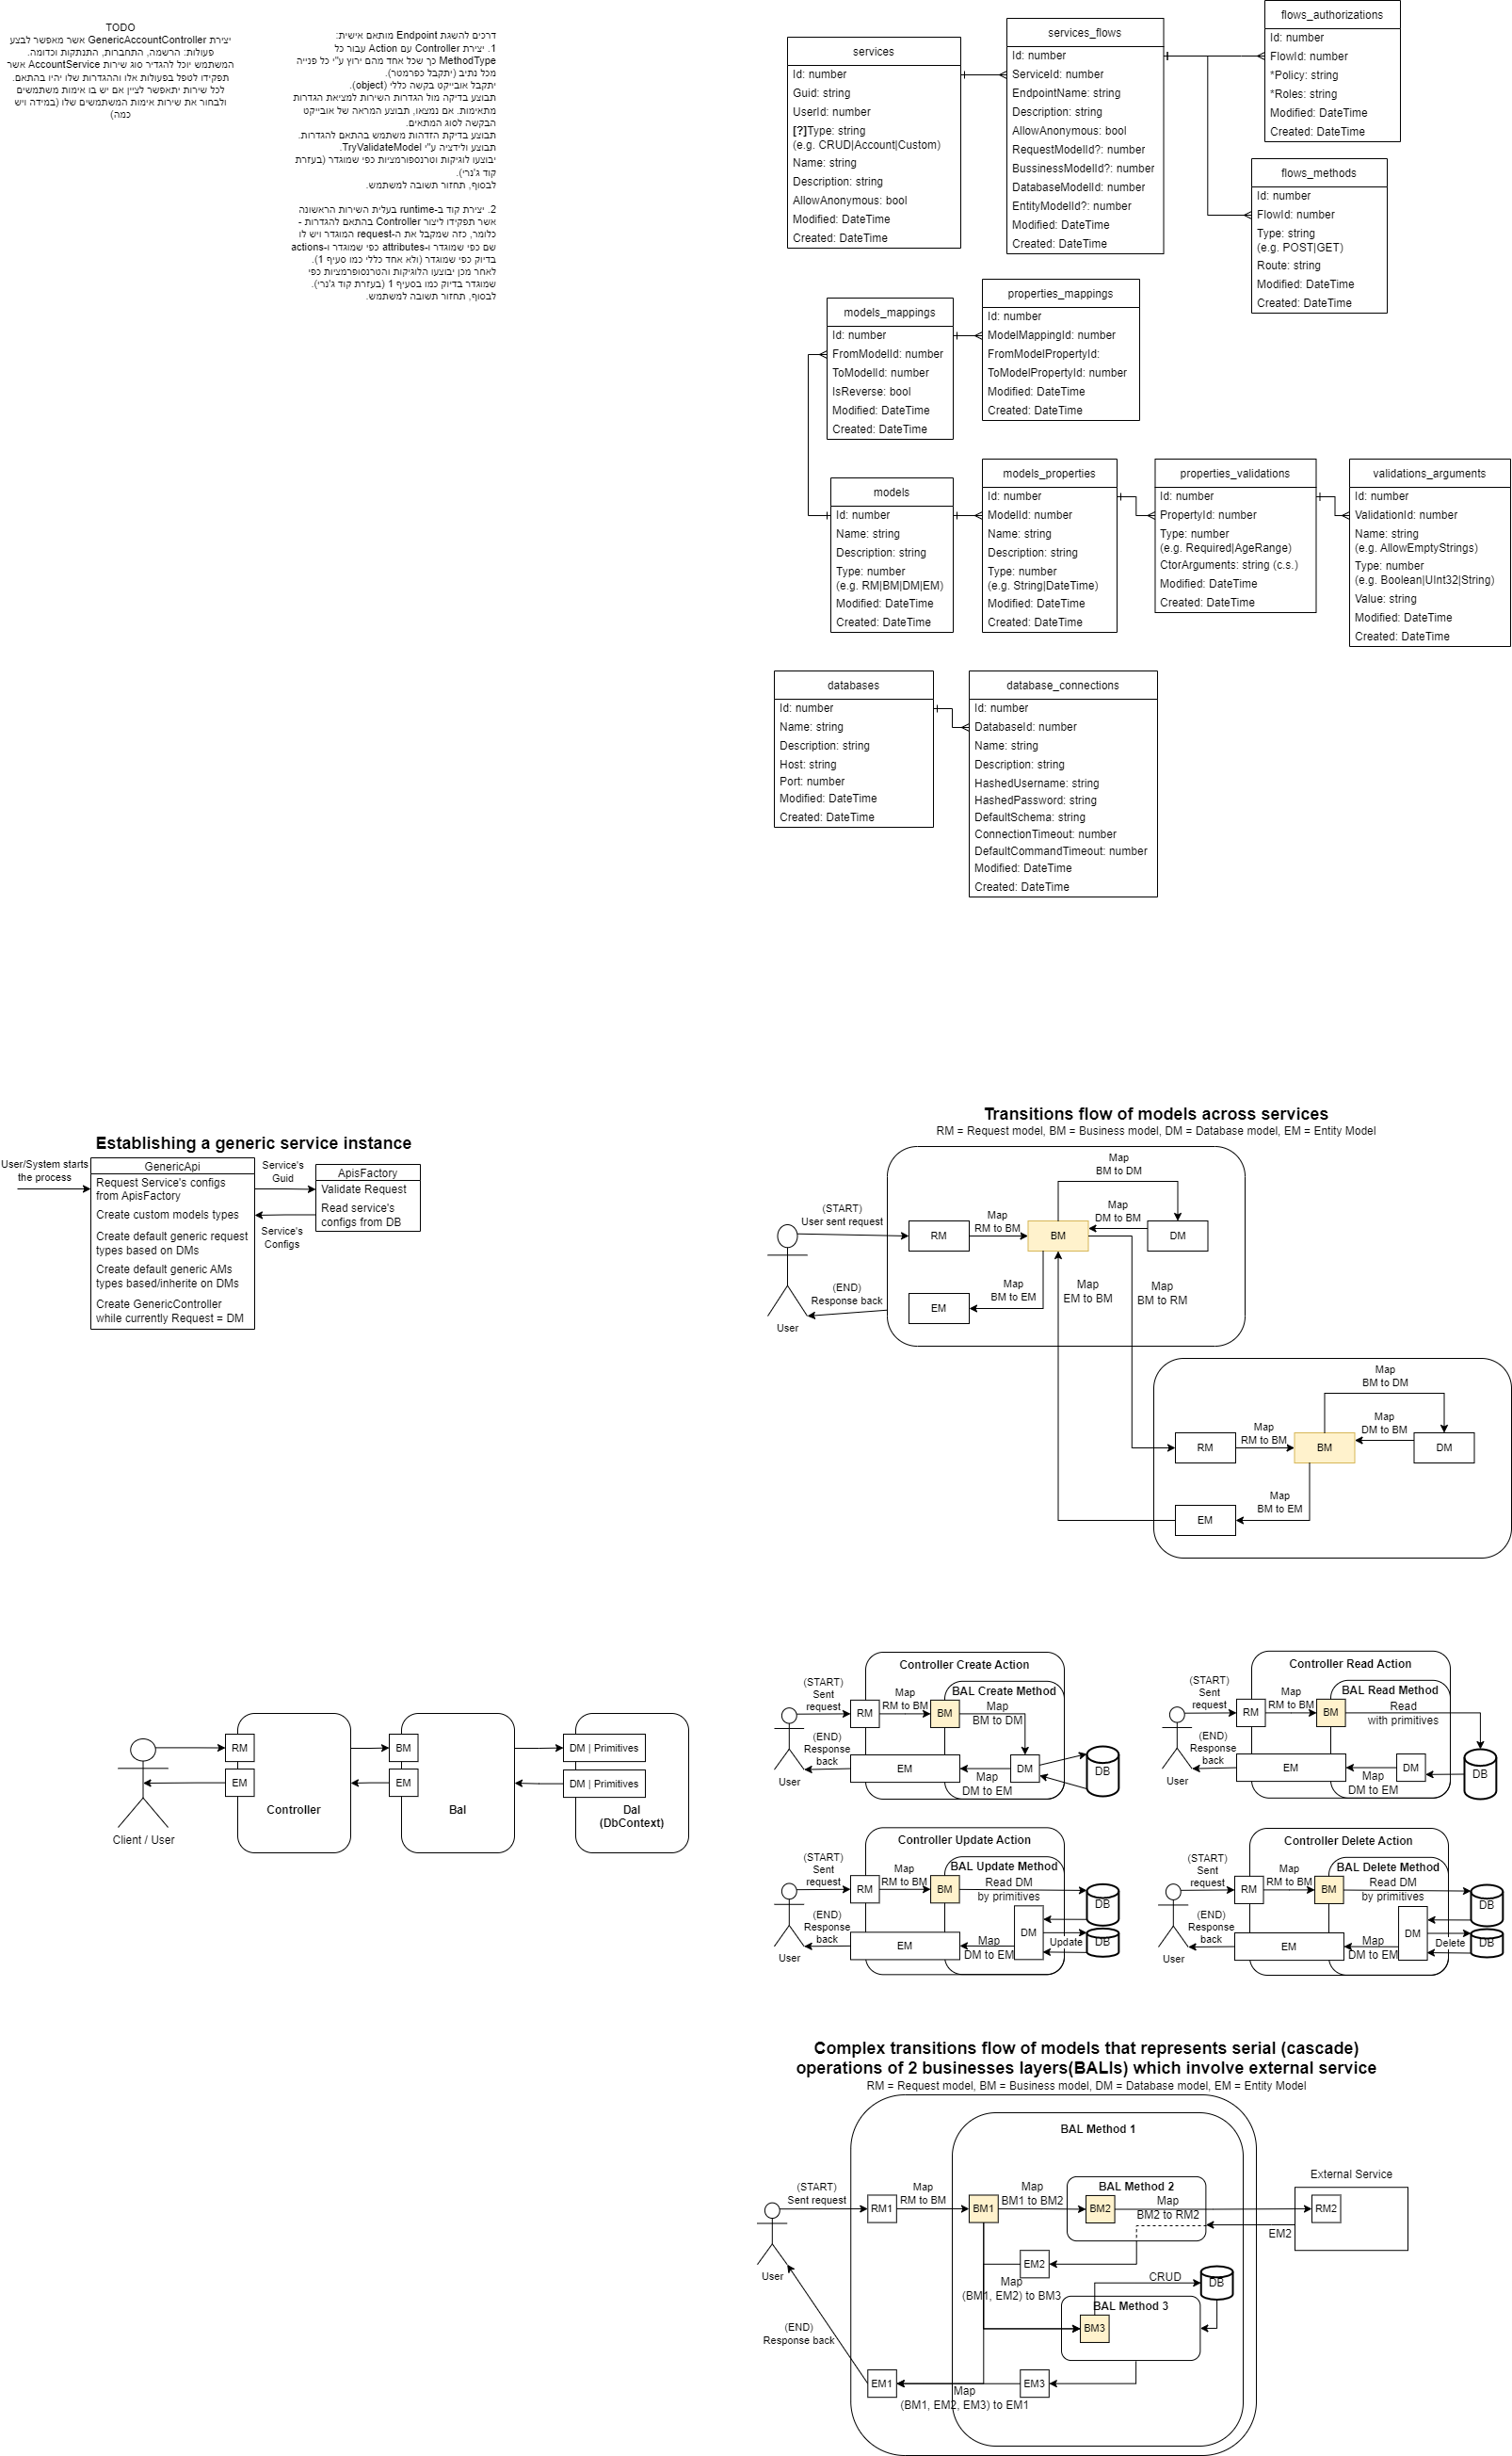 TODO
יצירת GenericAccountController אשר מאפשר לבצע
פעולות: הרשמה, התחברות, התנתקות וכדומה.
המשתמש יוכל להגדיר סוג שירות AccountService אשר
תפקידו לטפל בפעולות אלו וההגדרות שלו יהיו בהתאם.
לכל שירות יתאפשר לציין אם יש בו אימות משתמשים
ולבחור את שירות אימות המשתמשים שלו (במידה ויש
כמה)
דרכים להשגת Endpoint מותאם אישית:
1. יצירת Controller עם Action עבור כל
MethodType כך שכל אחד מהם ירוץ ע"י כל פנייה
מכל נתיב (יתקבל כפרמטר).
יתקבל אובייקט בקשה כללי (object).
תבוצע בדיקה מול הגדרות השירות למציאת הגדרות
מתאימות. אם נמצאו, תבוצע המראה של אובייקט
הבקשה לסוג המתאים.
תבוצע בדיקת הזדהות משתמש בהתאם להגדרות.
תבוצע ולידציה ע"י TryValidateModel.
יבוצעו לוגיקות וטרנספורמציות כפי שמוגדר (בעזרת
קוד ג'נרי).
לבסוף, תחזור תשובה למשתמש.
2. יצירת קוד ב-runtime בעלית השירות הראשונה
אשר תפקידו ליצור Controller בהתאם להגדרות -
כלומר, כזה שמקבל את ה-request המוגדר ויש לו
שם כפי שמוגדר ו-attributes כפי שמוגדר ו-actions
בדיוק כפי שמוגדר (ולא אחד כללי כמו סעיף 1).
לאחר מכן יבוצעו הלוגיקות והטרנסופרמציות כפי
שמוגדר בדיוק כמו בסעיף 1 (בעזרת קוד ג'נרי).
לבסוף, תחזור תשובה למשתמש.
services
Id: number
Guid: string
UserId: number
[?]Type: string
(e.g. CRUD|Account|Custom)
Name: string
Description: string
AllowAnonymous: bool
Modified: DateTime
Created: DateTime
services_flows
Id: number
ServiceId: number
EndpointName: string
Description: string
AllowAnonymous: bool
RequestModelId?: number
BussinessModelId?: number
DatabaseModelId: number
EntityModelId?: number
Modified: DateTime
Created: DateTime
flows_authorizations
Id: number
FlowId: number
*Policy: string
*Roles: string
Modified: DateTime
Created: DateTime
flows_methods
Id: number
FlowId: number
Type: string
(e.g. POST|GET)
Route: string
Modified: DateTime
Created: DateTime
models_mappings
Id: number
FromModelId: number
ToModelId: number
IsReverse: bool
Modified: DateTime
Created: DateTime
properties_mappings
Id: number
ModelMappingId: number
FromModelPropertyId:
ToModelPropertyId: number
Modified: DateTime
Created: DateTime
models
Id: number
Name: string
Description: string
Type: number
(e.g. RM|BM|DM|EM)
Modified: DateTime
Created: DateTime
models_properties
Id: number
ModelId: number
Name: string
Description: string
Type: number
(e.g. String|DateTime)
Modified: DateTime
Created: DateTime
properties_validations
Id: number
PropertyId: number
Type: number
(e.g. Required|AgeRange)
CtorArguments: string (c.s.)
Modified: DateTime
Created: DateTime
validations_arguments
Id: number
ValidationId: number
Name: string
(e.g. AllowEmptyStrings)
Type: number
(e.g. Boolean|UInt32|String)
Value: string
Modified: DateTime
Created: DateTime
databases
Id: number
Name: string
Description: string
Host: string
Port: number
Modified: DateTime
Created: DateTime
database_connections
Id: number
DatabaseId: number
Name: string
Description: string
HashedUsername: string
HashedPassword: string
DefaultSchema: string
ConnectionTimeout: number
DefaultCommandTimeout: number
Modified: DateTime
Created: DateTime
Establishing a generic service instance
User/System starts
the process
GenericApi
Request Service's configs
from ApisFactory
Create custom models types
Create default generic request
types based on DMs
Create default generic AMs
types based/inherite on DMs
Create GenericController
while currently Request = DM
Service's
Guid
Service's
Configs
ApisFactory
Validate Request
Read service's
configs from DB
Transitions flow of models across services
RM = Request model, BM = Business model, DM = Database model, EM = Entity Model
Map
BM to DM
(START)
User sent request
Map
RM to BM
Map
DM to BM
RM
BM
DM
(END)
Response back
Map
BM to EM
Map
EM to BM
Map
BM to RM
EM
User
Map
BM to DM
Map
RM to BM
Map
DM to BM
RM
BM
DM
Map
BM to EM
EM
RM
EM
Controller
Client / User
BM
EM
Bal
DM | Primitives
DM | Primitives
Dal
(DbContext)
Controller Create Action
(START)
Sent
request
Map
RM to BM
BAL Create Method
Map
BM to DM
RM
BM
(END)
Response
back
EM
DM
DB
Map
DM to EM
User
Controller Read Action
(START)
Sent
request
Map
RM to BM
BAL Read Method
Read
with primitives
RM
BM
(END)
Response
back
EM
DM
DB
Map
DM to EM
User
Controller Update Action
(START)
Sent
request
Map
RM to BM
BAL Update Method
Read DM
by primitives
RM
BM
DB
(END)
Response
back
EM
DM
Map
DM to EM
Update
DB
User
Controller Delete Action
(START)
Sent
request
Map
RM to BM
BAL Delete Method
Read DM
by primitives
RM
BM
DB
(END)
Response
back
EM
DM
Map
DM to EM
Delete
DB
User
Complex transitions flow of models that represents serial (cascade)
operations of 2 businesses layers(BALIs) which involve external service
RM = Request model, BM = Business model, DM = Database model, EM = Entity Model
BAL Method 1
(START)
Sent request
Map
RM to BM
Map
BM1 to BM2
BAL Method 2
Map
BM2 to RM2
External Service
RM1
BM1
BM2
RM2
EM2
User
EM2
Map
(BM1, EM2) to BM3
CRUD
DB
BAL Method 3
BM3
(END)
Response back
EM1
EM3
Map
(BM1, EM2, EM3) to EM1